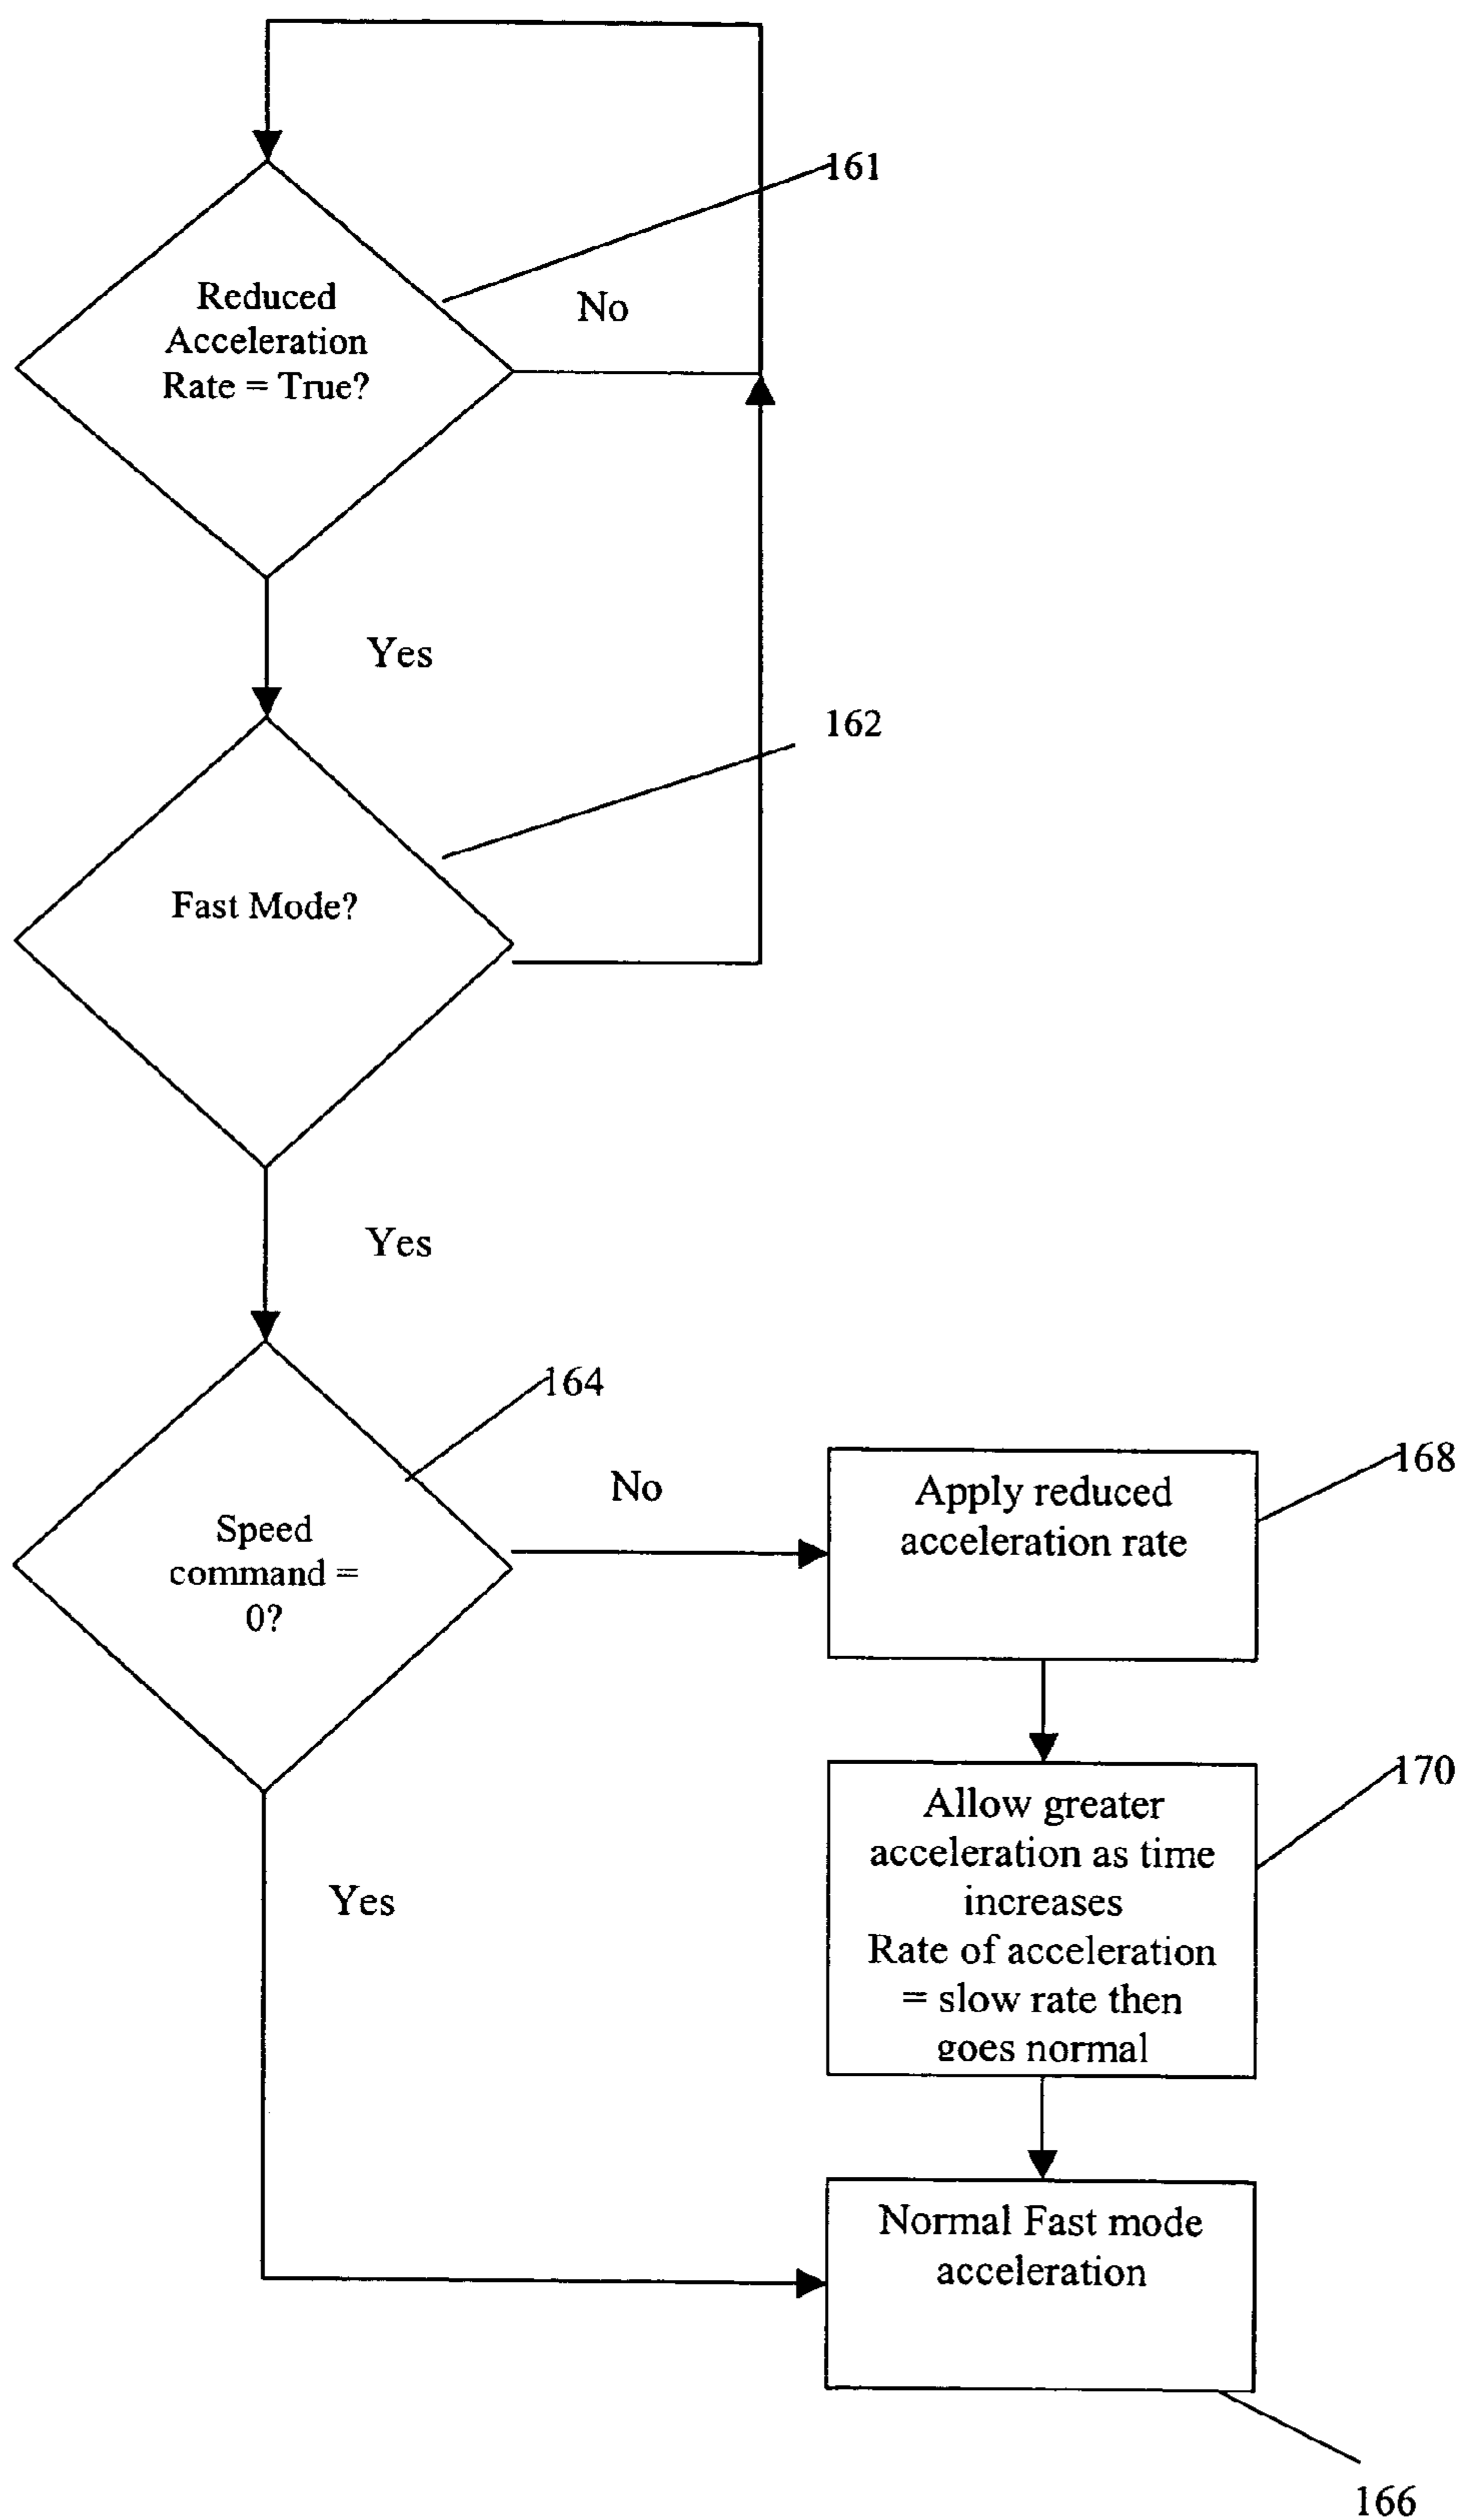 161
Reduced
Acceleration
Rate = True?
No
Yes
162
Fast Mode?
Yes
164
Speed
command =
0?
No
168
Apply reduced
acceleration rate
170
Allow greater
acceleration as time
increases
Rate of acceleration
= slow rate then
goes normal
Yes
Normal Fast mode
acceleration
166